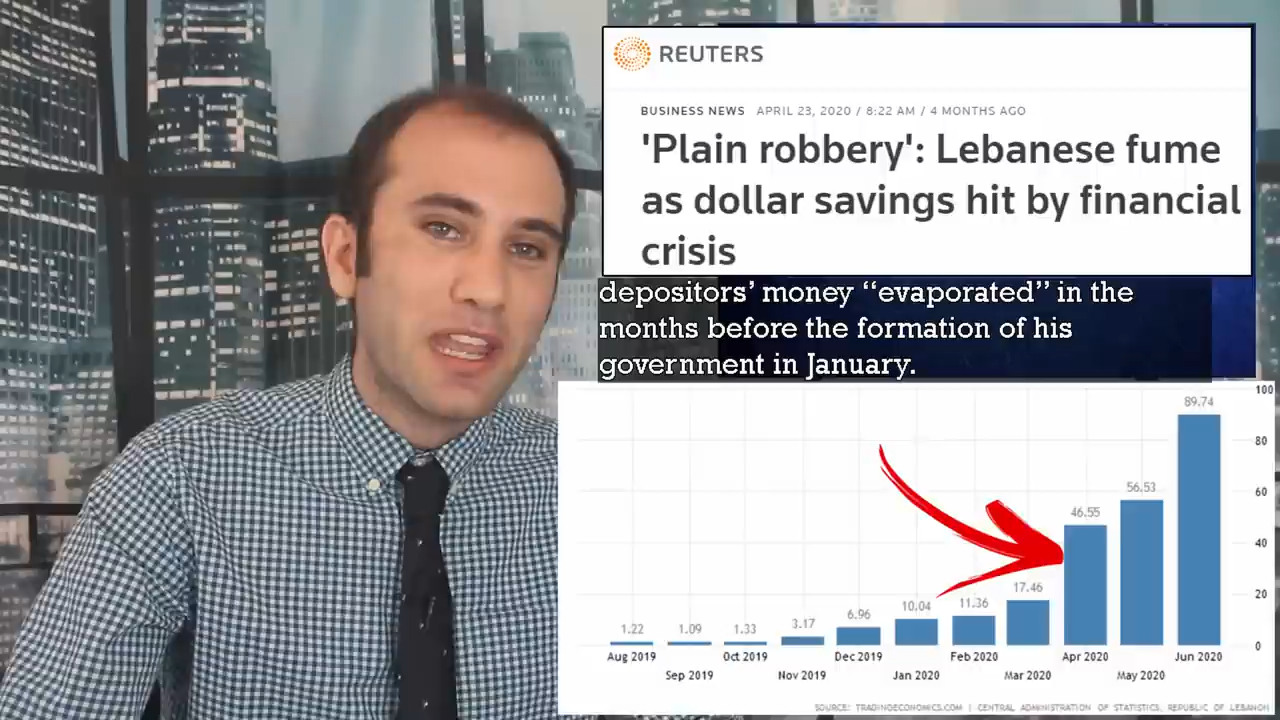 REUTERS
BUSINESS NEWS APRIL 23, 2020 / 8:22 AM / 4 MONTHS AGO
'Plain robbery': Lebanese fume
as dollar savings hit by financial
crisis
depositors' money “evaporated” in the
months before the formation of his
government in January.
100
89.74
80
56.53
60
46.55
40
17.46
20
11.36
10.04
6.96
3.17
1.22
1.09
1.33
0
Aug 2019
Oct 2019
Dec 2019
Feb 2020
Apr 2020
Jun 2020
Sep 2019
Nov 2019
Jan 2020
Mar 2020
May 2020
SOURCE: TRADINGECONOMICS.COM | CENTRAL ADMINISTRATION OF STATISTICS, REPUBLIC OF LEBANON